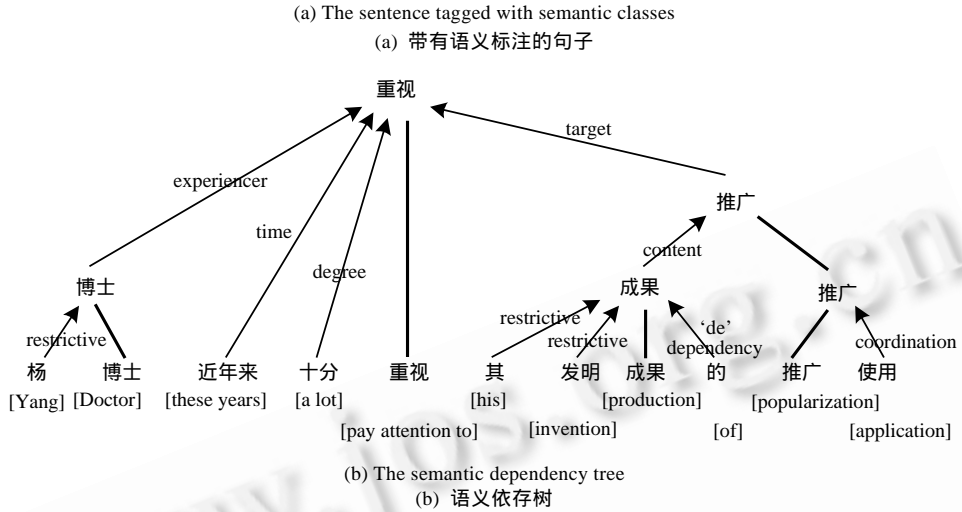 (a) The sentence tagged with semantic classes
(a) 带有语义标注的句子
重视
target
experiencer
推广
time
content
degree
博士
成果
推广
restrictive
'de'
restrictive
restrictive
dependency
coordination
杨 博士 近年来 十分 重视 其 发明 成果 的 推广 使用
[Yang] [Doctor] [these years] [a lot] [his] [production] [popularization]
[pay attention to] [invention] [of] [application]
(b) The semantic dependency tree
(b) 语义依存树
www.jos.org.cn